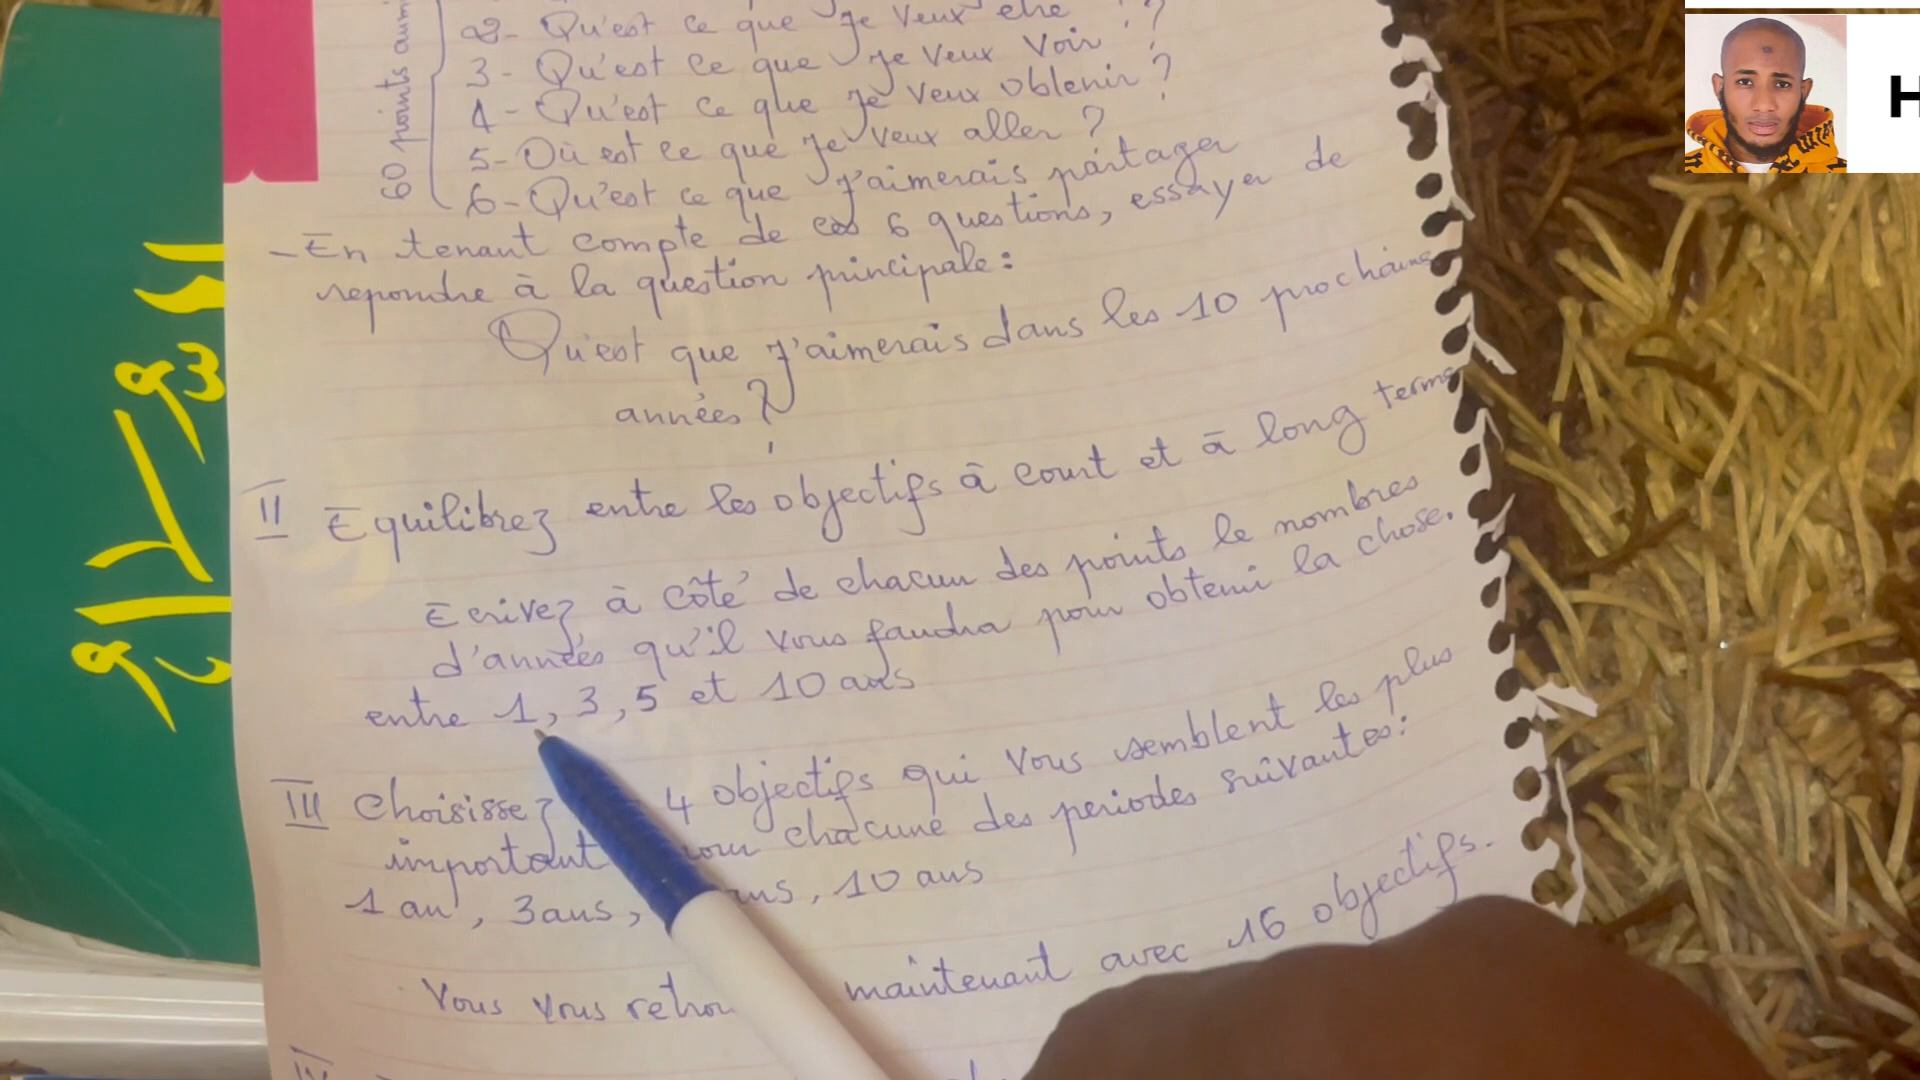 60 points
2- Qu'est ce que je veux être ?
3- Qu'est ce que je veux voir ?
4- Qu'est ce que je veux obtenir ?
5- Où est ce que je veux aller ?
6- Qu'est ce que j'aimerais partager
- En tenant compte de ces 6 questions, essayer de
repondre à la question principale :
Qu'est que j'aimerais dans les 10 prochaine
années ?
II Equilibrez entre les objectifs à court et à long terme
Ecrivez à côté de chacun des points le nombres
d'années qu'il vous faudra pour obtenir la chose.
entre 1, 3, 5 et 10 ans
III Choisissez 4 objectifs qui vous semblent les plus
important pour chacune des periodes suivantes :
1 an, 3ans, ans, 10 ans
Vous vous retrou maintenant avec 16 objectifs.
IV
H